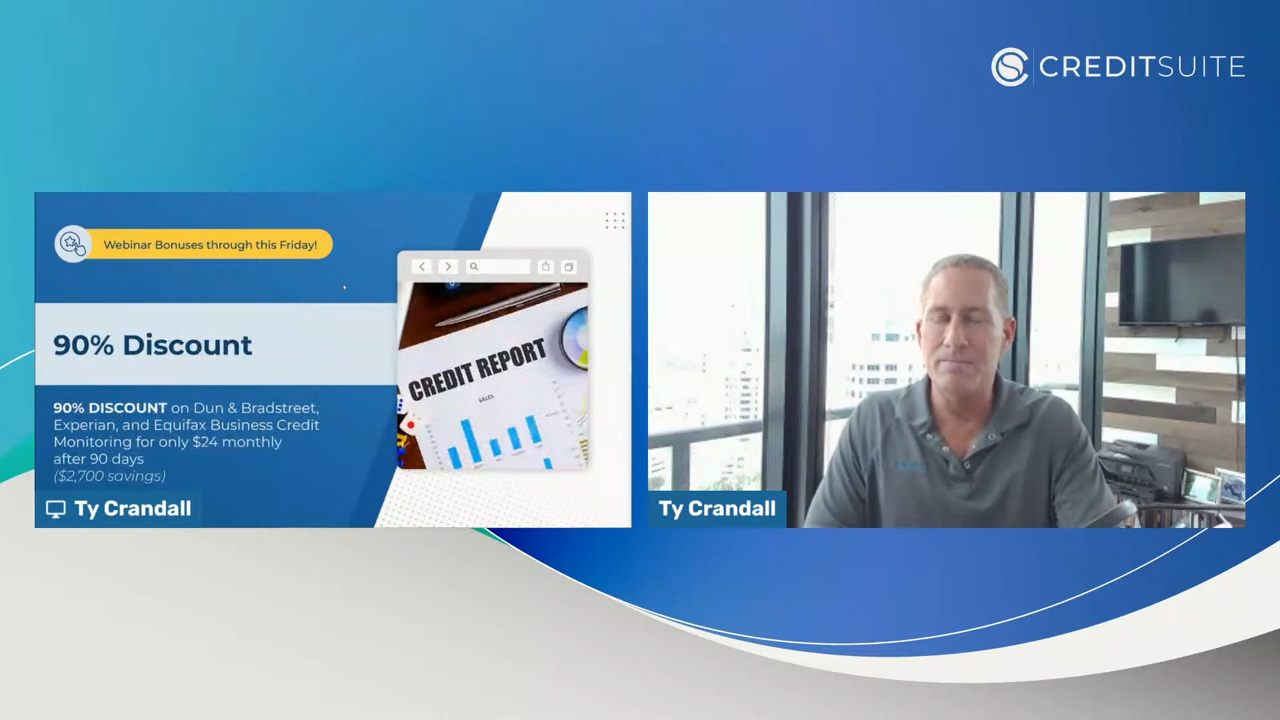 CREDITSUITE
Webinar Bonuses through this Friday!
90% Discount
CREDIT REPORT
SALES
90% DISCOUNT on Dun & Bradstreet,
Experian, and Equifax Business Credit
Monitoring for only $24 monthly
after 90 days
($2,700 savings)
Ty Crandall
Ty Crandall